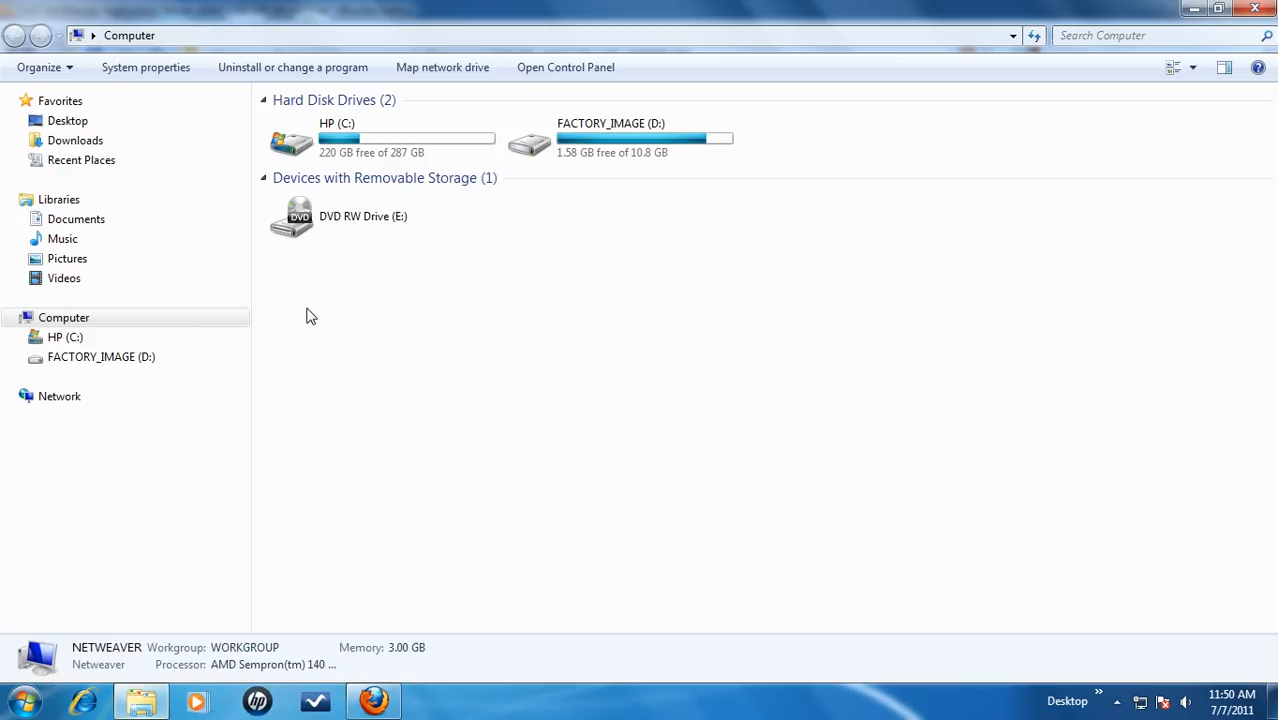 Computer
Search Computer
Organize
System properties
Uninstall or change a program
Map network drive
Open Control Panel
Favorites
Desktop
Downloads
Recent Places
Libraries
Documents
Music
Pictures
Videos
Computer
HP (C:)
FACTORY_IMAGE (D:)
Network
Hard Disk Drives (2)
HP (C:)
220 GB free of 287 GB
FACTORY_IMAGE (D:)
1.58 GB free of 10.8 GB
Devices with Removable Storage (1)
DVD
DVD RW Drive (E:)
NETWEAVER Workgroup: WORKGROUP Memory: 3.00 GB
Netweaver Processor: AMD Sempron(tm) 140 ...
hp
Desktop
11:50 AM
7/7/2011